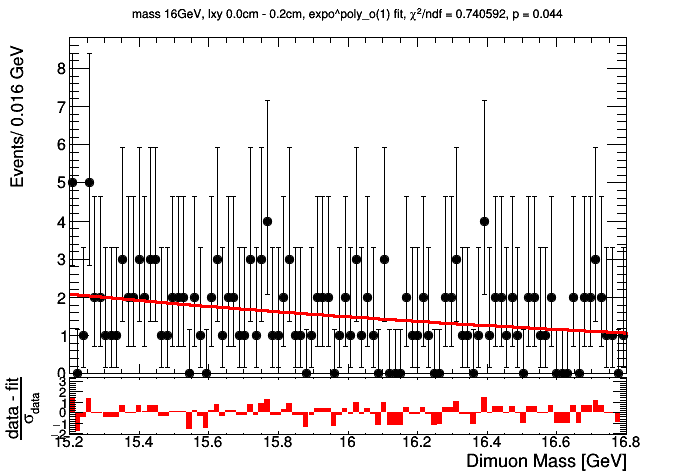 mass 16GeV, lxy 0.0cm - 0.2cm, expo^poly_o(1) fit, χ²/ndf = 0.740592, p = 0.044
Events/ 0.016 GeV
8
7
6
5
4
3
2
1
0
data - fit
σdata
3
2
1
0
−1
−2
15.2 15.4 15.6 15.8 16 16.2 16.4 16.6 16.8
Dimuon Mass [GeV]